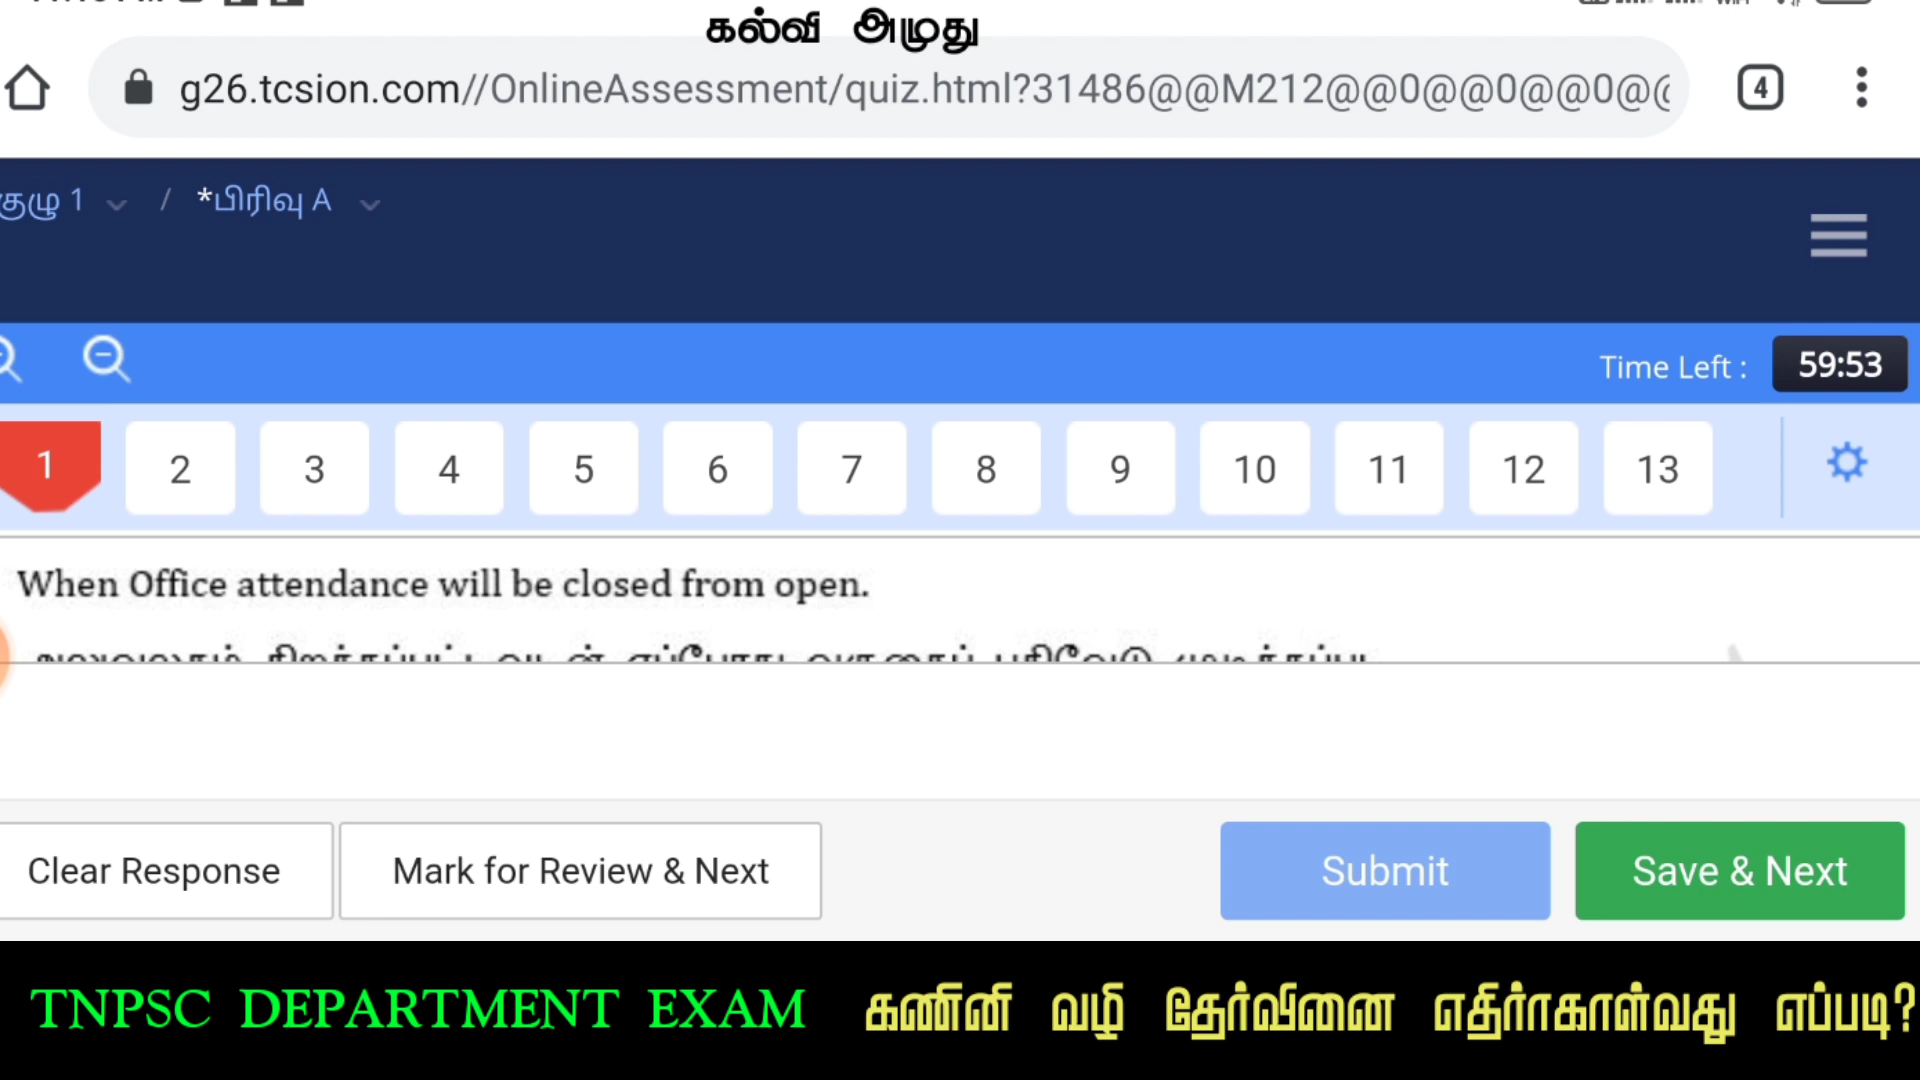 கல்வி அமுது
g26.tcsion.com//OnlineAssessment/quiz.html?31486@@M212@@0@@0@@0@@
4
குழு 1 / *பிரிவு A
Time Left : 59:53
1 2 3 4 5 6 7 8 9 10 11 12 13
When Office attendance will be closed from open.
Clear Response Mark for Review & Next Submit Save & Next
TNPSC DEPARTMENT EXAM கணினி வழி தேர்வினை எதிர்கொள்வது எப்படி?